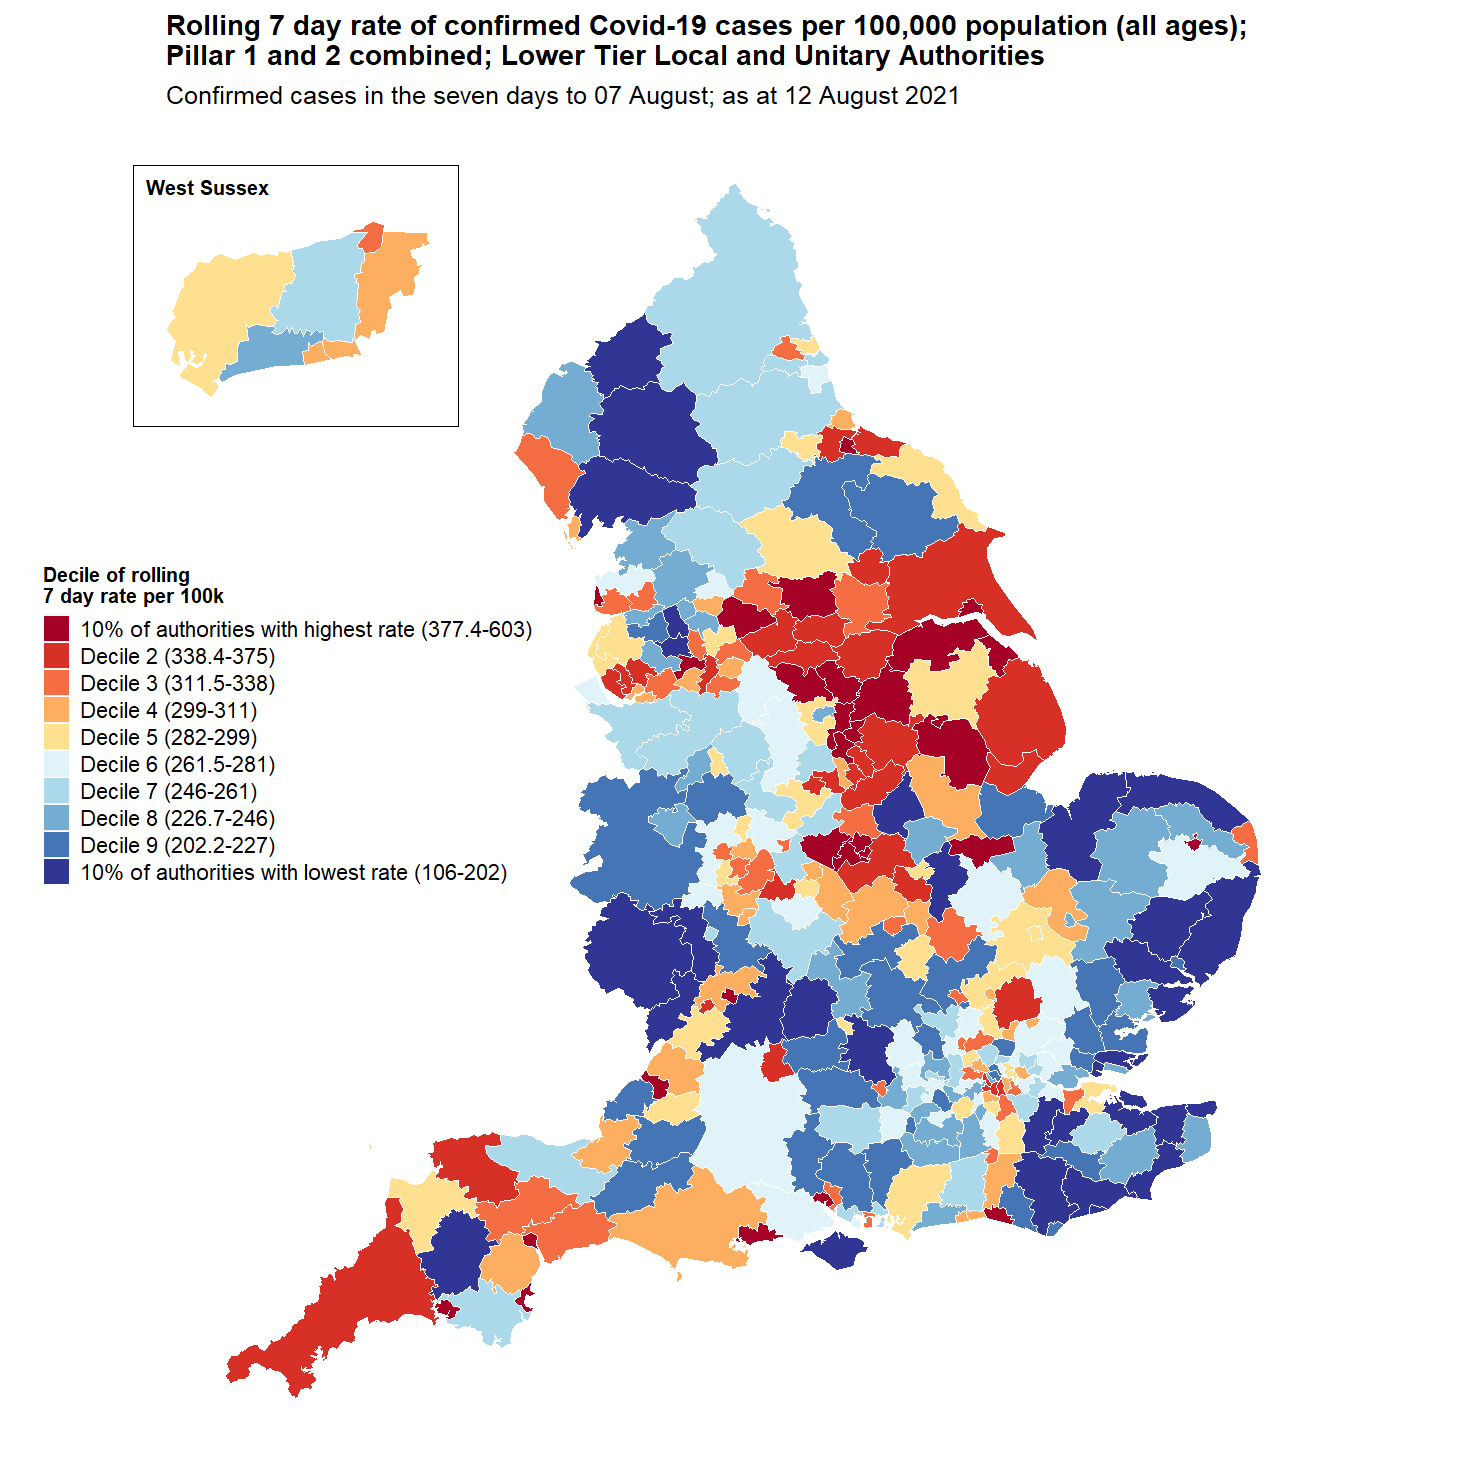 Rolling 7 day rate of confirmed Covid-19 cases per 100,000 population (all ages);
Pillar 1 and 2 combined; Lower Tier Local and Unitary Authorities
Confirmed cases in the seven days to 07 August; as at 12 August 2021
West Sussex
Decile of rolling
7 day rate per 100k
10% of authorities with highest rate (377.4-603)
Decile 2 (338.4-375)
Decile 3 (311.5-338)
Decile 4 (299-311)
Decile 5 (282-299)
Decile 6 (261.5-281)
Decile 7 (246-261)
Decile 8 (226.7-246)
Decile 9 (202.2-227)
10% of authorities with lowest rate (106-202)